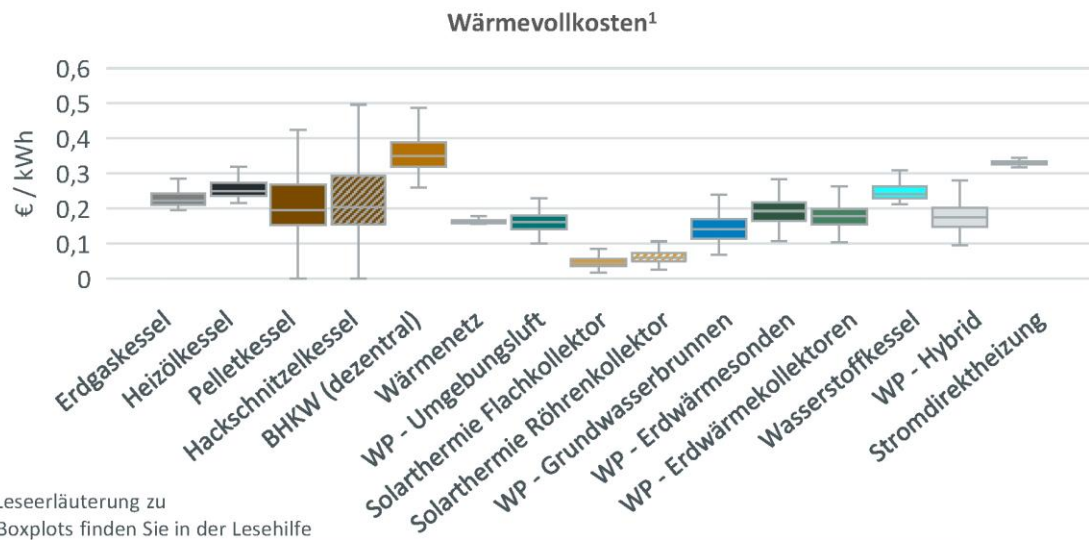 Wärmevollkosten¹
€ / kWh
0,6
0,5
0,4
0,3
0,2
0,1
0
Erdgaskessel
Heizölkessel
Pelletkessel
Hackschnitzelkessel
BHKW (dezentral)
Wärmenetz
WP - Umgebungsluft
Solarthermie Flachkollektor
Solarthermie Röhrenkollektor
WP - Grundwasserbrunnen
WP - Erdwärmesonden
WP - Erdwärmekollektoren
Wasserstoffkessel
WP - Hybrid
Stromdirektheizung
Leseerläuterung zu
Boxplots finden Sie in der Lesehilfe